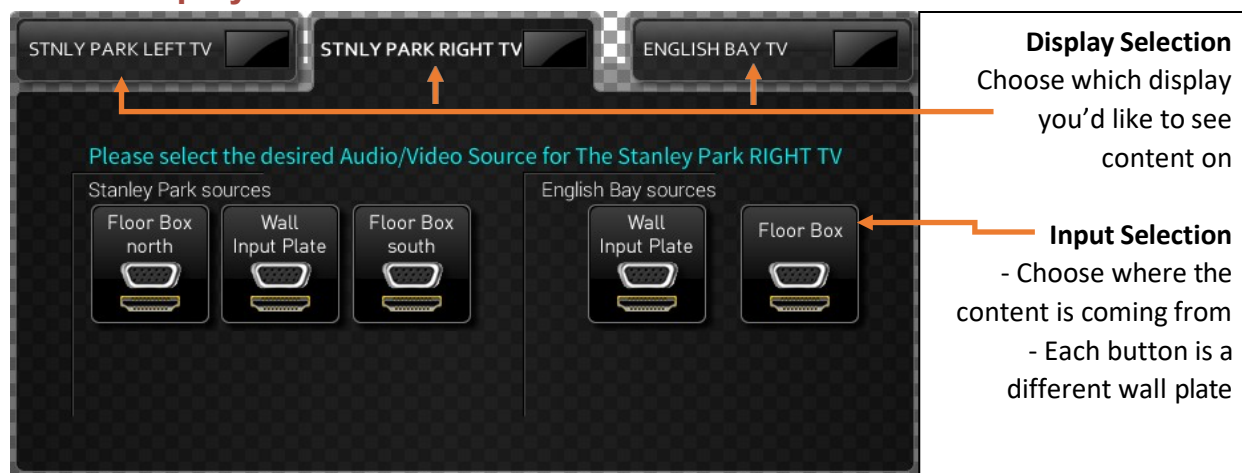 STNLY PARK LEFT TV
STNLY PARK RIGHT TV
ENGLISH BAY TV
Please select the desired Audio/Video Source for The Stanley Park RIGHT TV
Stanley Park sources
Floor Box
north
Wall
Input Plate
Floor Box
south
English Bay sources
Wall
Input Plate
Floor Box
Display Selection
Choose which display
you’d like to see
content on
Input Selection
- Choose where the
content is coming from
- Each button is a
different wall plate